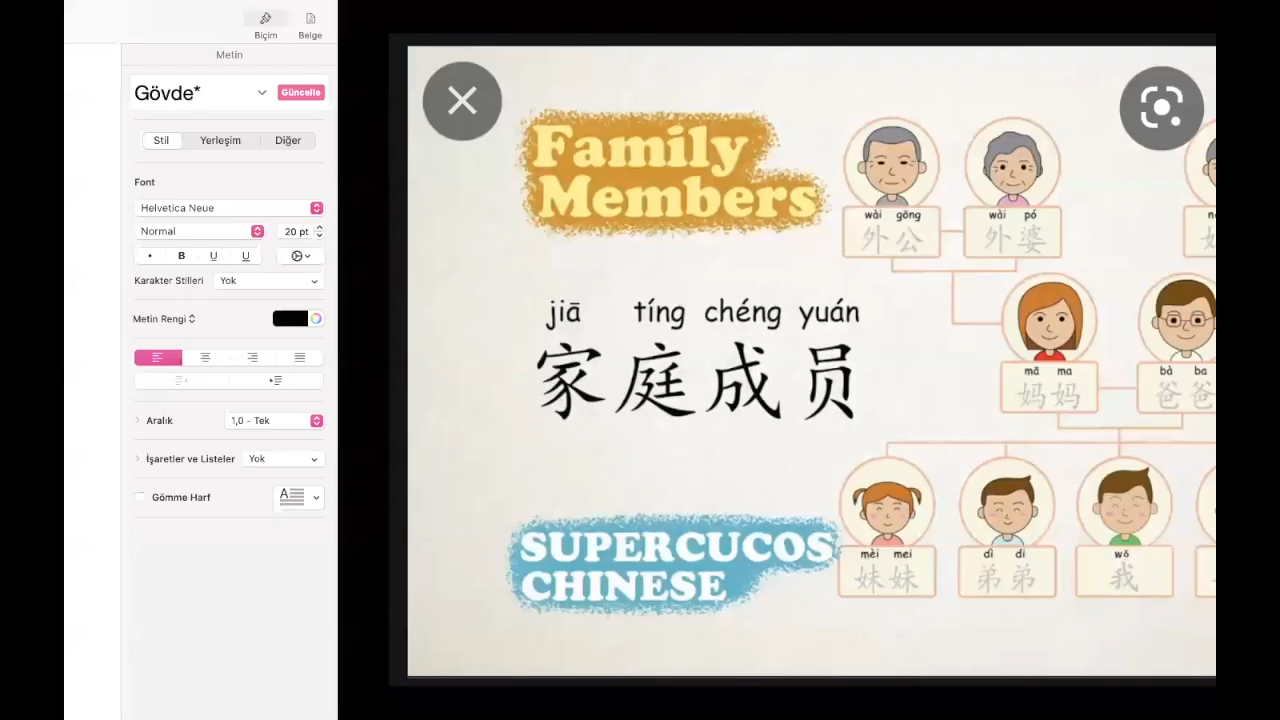 Biçim
Belge
Metin
Gövde*
Güncelle
Stil
Yerleşim
Diğer
Font
Helvetica Neue
Normal
20 pt
B
U
U
Karakter Stilleri
Yok
Metin Rengi
Aralık
1,0 - Tek
İşaretler ve Listeler
Yok
Gömme Harf
A
Family
Members
jiā tíng chéng yuán
家庭成员
SUPERCUCOS
CHINESE
wài gōng
外公
wài pó
外婆
mā ma
妈妈
bà ba
爸爸
mèi mei
妹妹
dì di
弟弟
wǒ
我